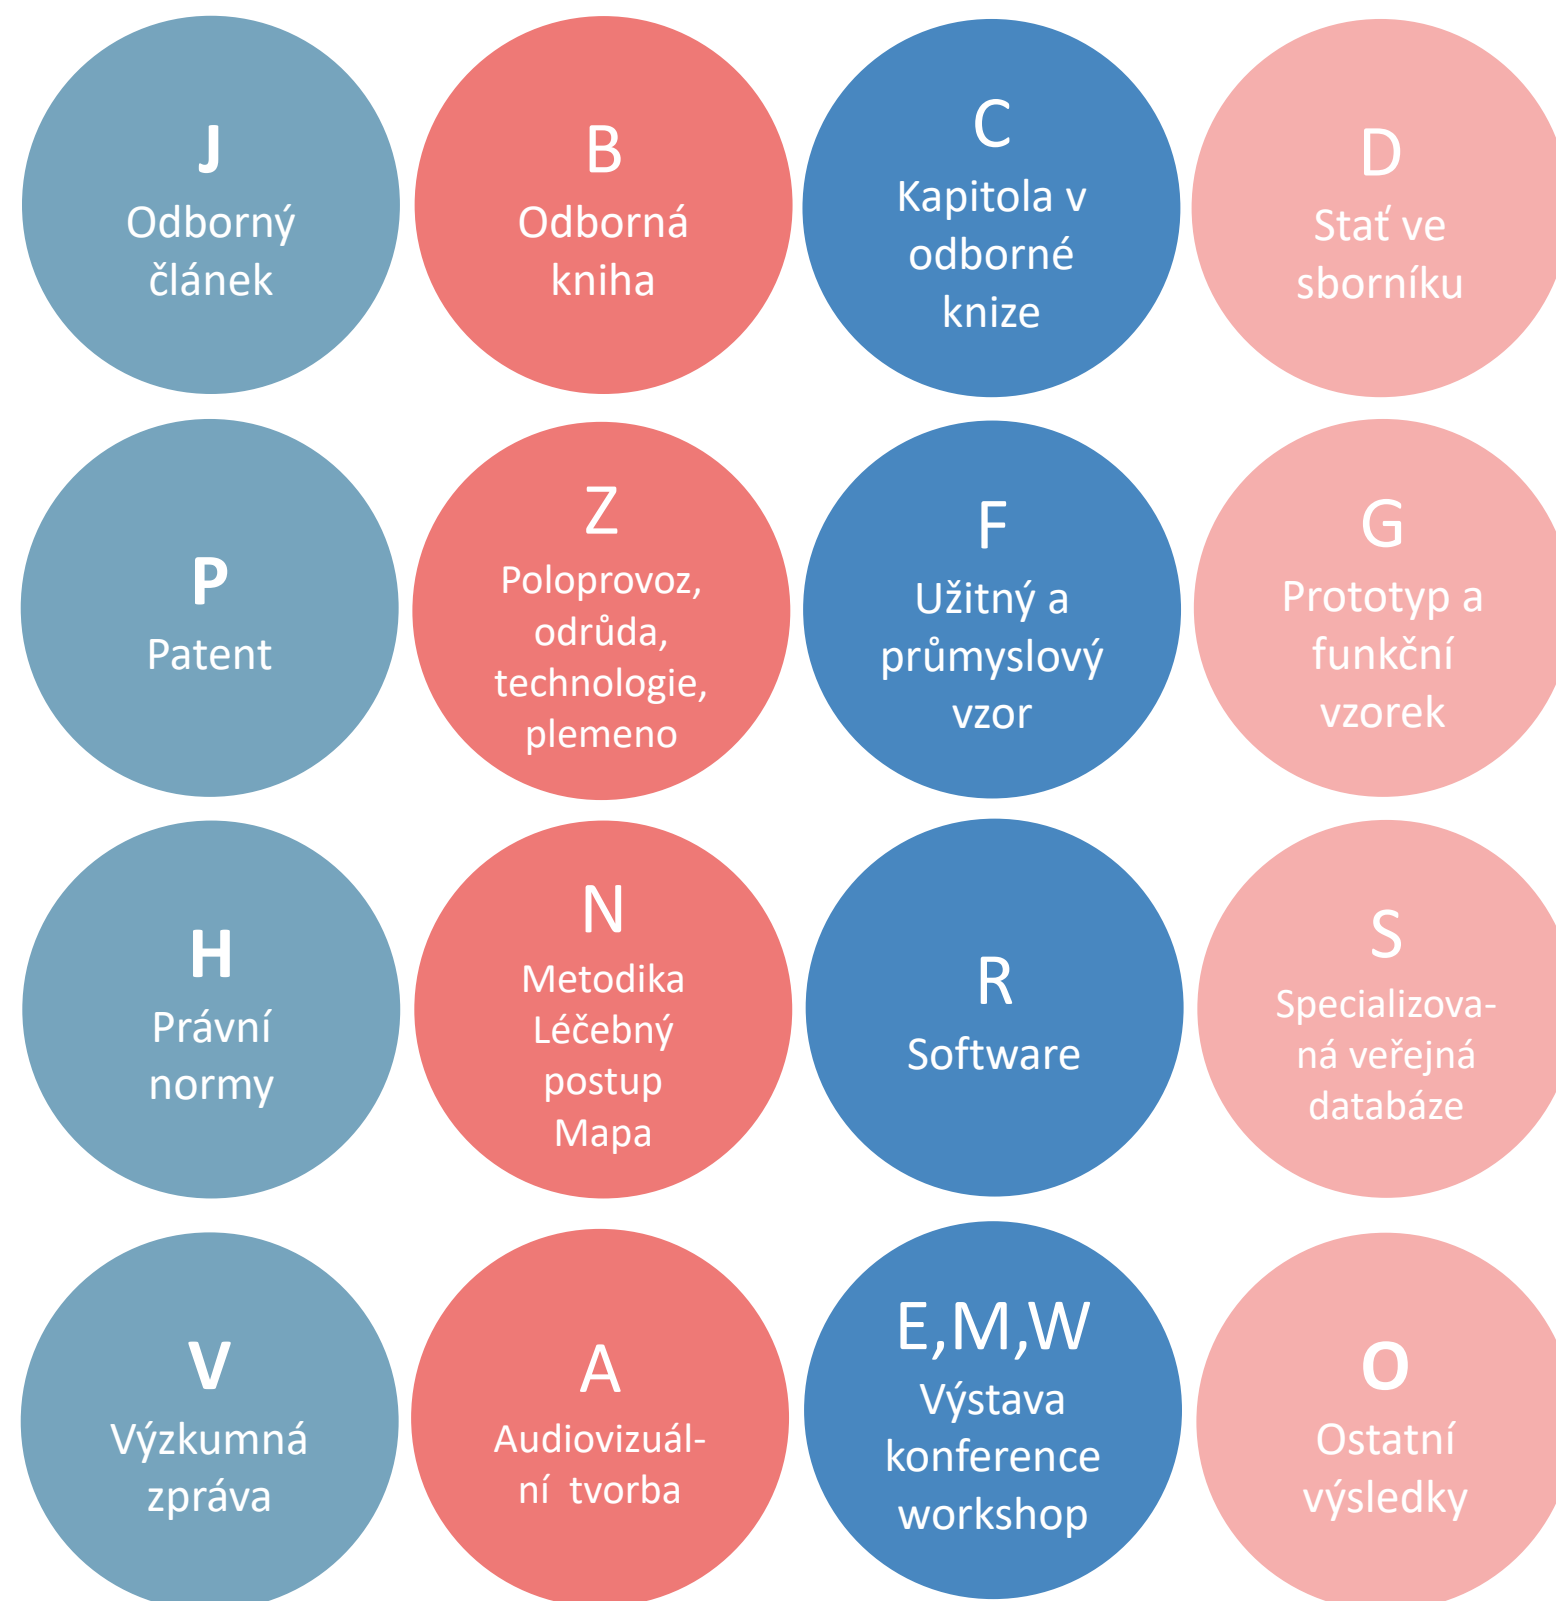 J
Odborný
článek
B
Odborná
kniha
C
Kapitola v
odborné
knize
D
Stať ve
sborníku
P
Patent
Z
Poloprovoz,
odrůda,
technologie,
plemeno
F
Užitný a
průmyslový
vzor
G
Prototyp a
funkční
vzorek
H
Právní
normy
N
Metodika
Léčebný
postup
Mapa
R
Software
S
Specializova-
ná veřejná
databáze
V
Výzkumná
zpráva
A
Audiovizuál-
ní tvorba
E,M,W
Výstava
konference
workshop
O
Ostatní
výsledky